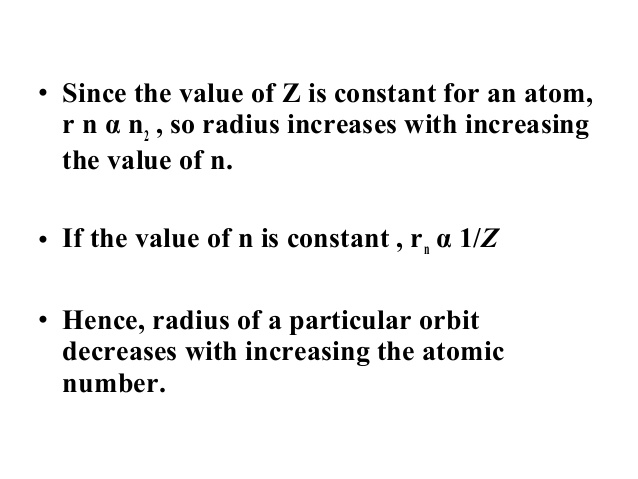 • Since the value of Z is constant for an atom,
r n α n₂ , so radius increases with increasing
the value of n.
• If the value of n is constant , rₙ α 1/Z
• Hence, radius of a particular orbit
decreases with increasing the atomic
number.